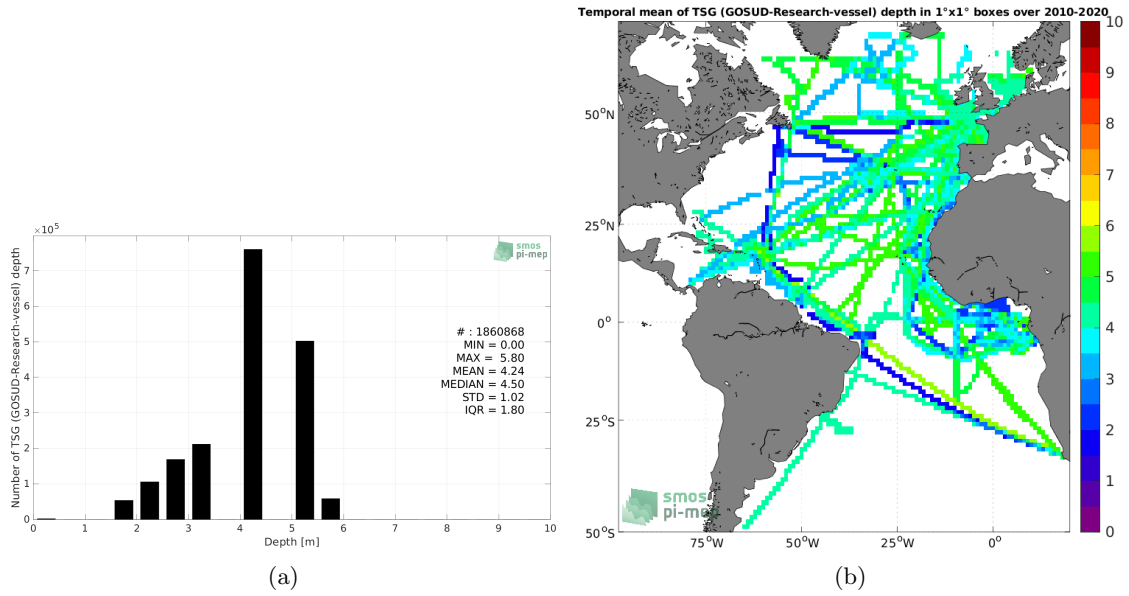 Temporal mean of TSG (GOSUD-Research-vessel) depth in 1°x1° boxes over 2010-2020
×10⁵
Number of TSG (GOSUD-Research-vessel) depth
7
6
5
4
3
2
1
0
0 1 2 3 4 5 6 7 8 9 10
Depth [m]
smos
pi-mep
# : 1860868
MIN = 0.00
MAX = 5.80
MEAN = 4.24
MEDIAN = 4.50
STD = 1.02
IQR = 1.80
(a)
50°N
25°N
0°
25°S
50°S
75°W 50°W 25°W 0°
smos
pi-mep
10
9
8
7
6
5
4
3
2
1
0
(b)